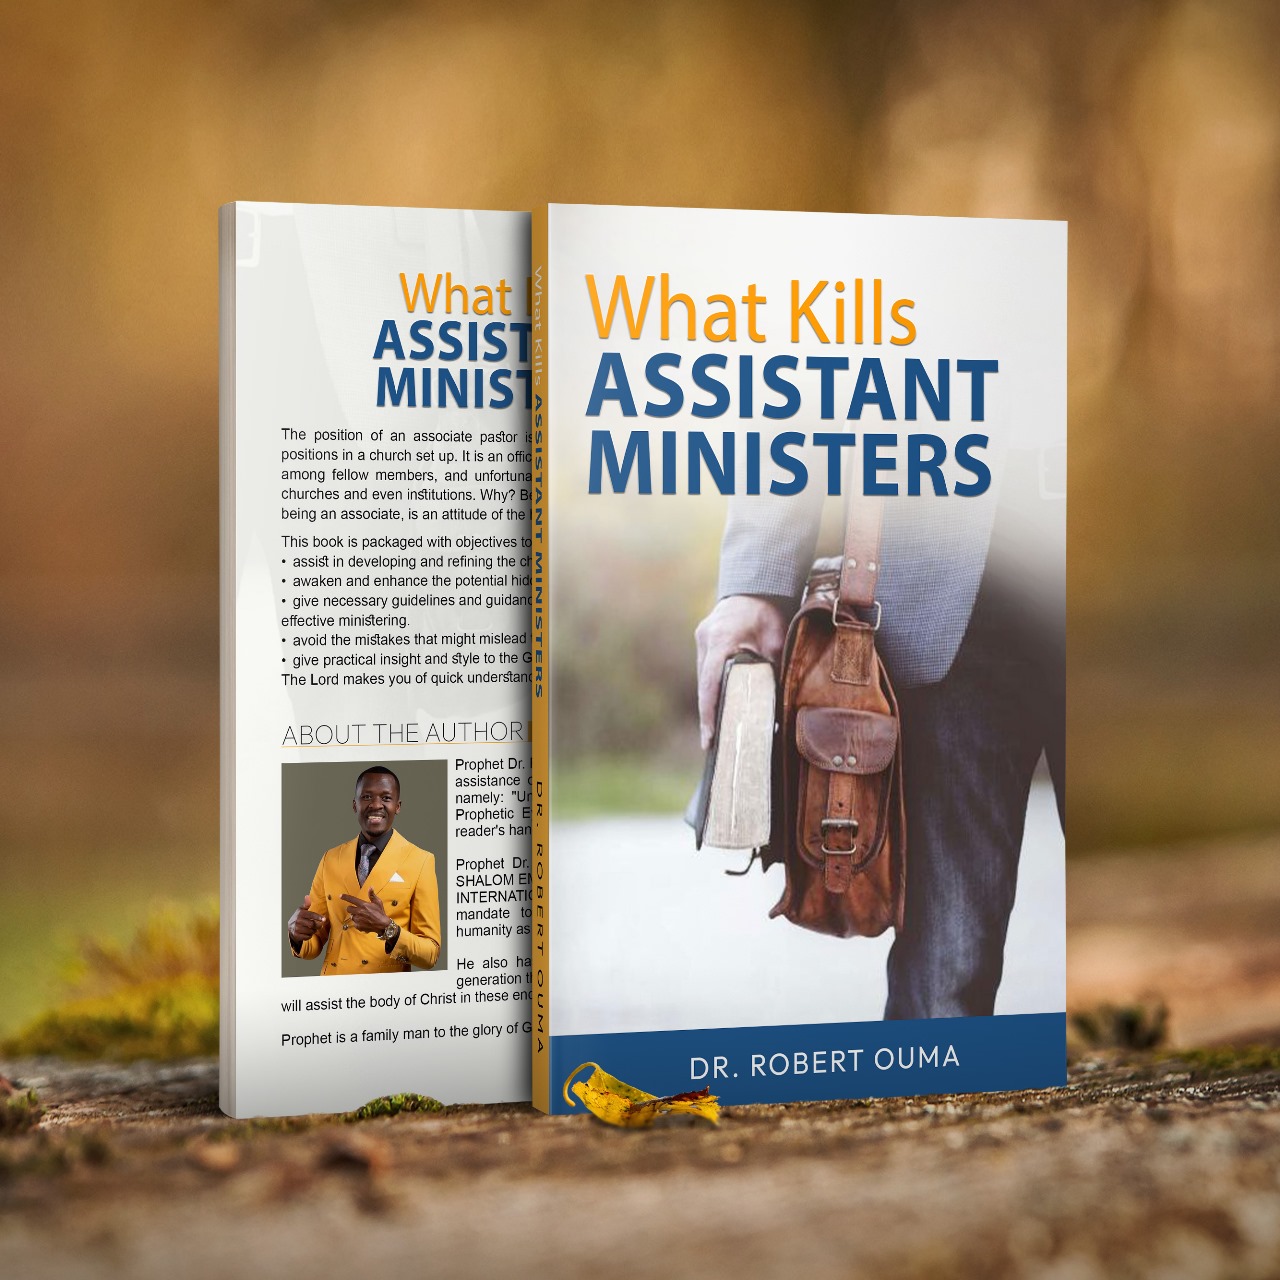 What
ASSIST
MINIST
The position of an associate pastor is
positions in a church set up. It is an offic
among fellow members, and unfortuna
churches and even institutions. Why? Be
being an associate, is an attitude of the
This book is packaged with objectives to
• assist in developing and refining the ch
• awaken and enhance the potential hid
• give necessary guidelines and guidanc
effective ministering.
• avoid the mistakes that might mislead
• give practical insight and style to the G
The Lord makes you of quick understand
ABOUT THE AUTHOR
Prophet Dr.
assistance
namely: "Un
Prophetic E
reader's han
Prophet Dr.
SHALOM EM
INTERNATIO
mandate to
humanity as
He also ha
generation th
will assist the body of Christ in these end
Prophet is a family man to the glory of G
What Kills ASSISTANT MINISTERS DR. ROBERT OUMA
What Kills
ASSISTANT
MINISTERS
DR. ROBERT OUMA